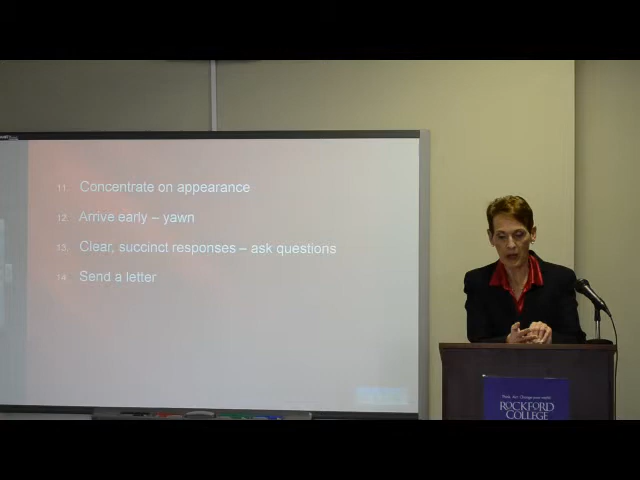 11. Concentrate on appearance
12. Arrive early – yawn
13. Clear, succinct responses – ask questions
14. Send a letter
ROCKFORD
COLLEGE